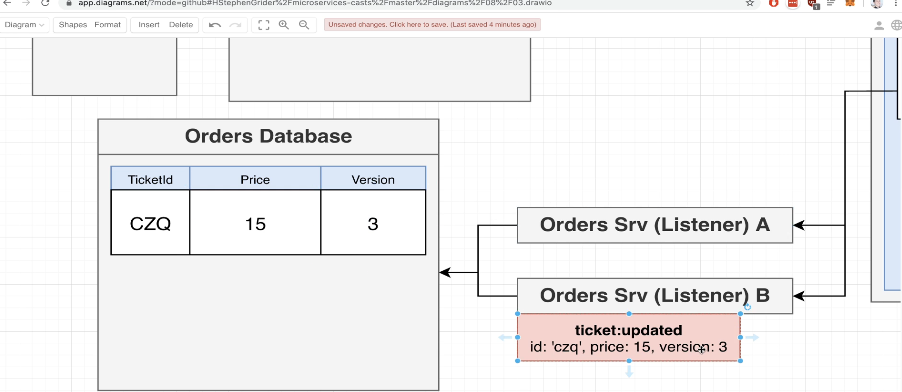 app.diagrams.net/?mode=github#HStephenGrider%2Fmicroservices-casts%2Fmaster%2Fdiagrams%2F08%2F03.drawio
Diagram Shapes Format Insert Delete Unsaved changes. Click here to save. (Last saved 4 minutes ago)
Orders Database
TicketId Price Version
CZQ 15 3
Orders Srv (Listener) A
Orders Srv (Listener) B
ticket:updated
id: 'czq', price: 15, version: 3